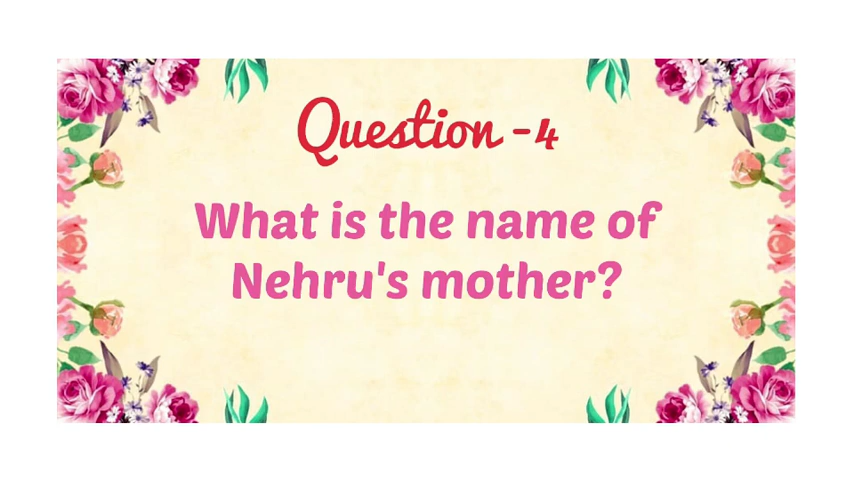 Question -4
What is the name of
Nehru's mother?